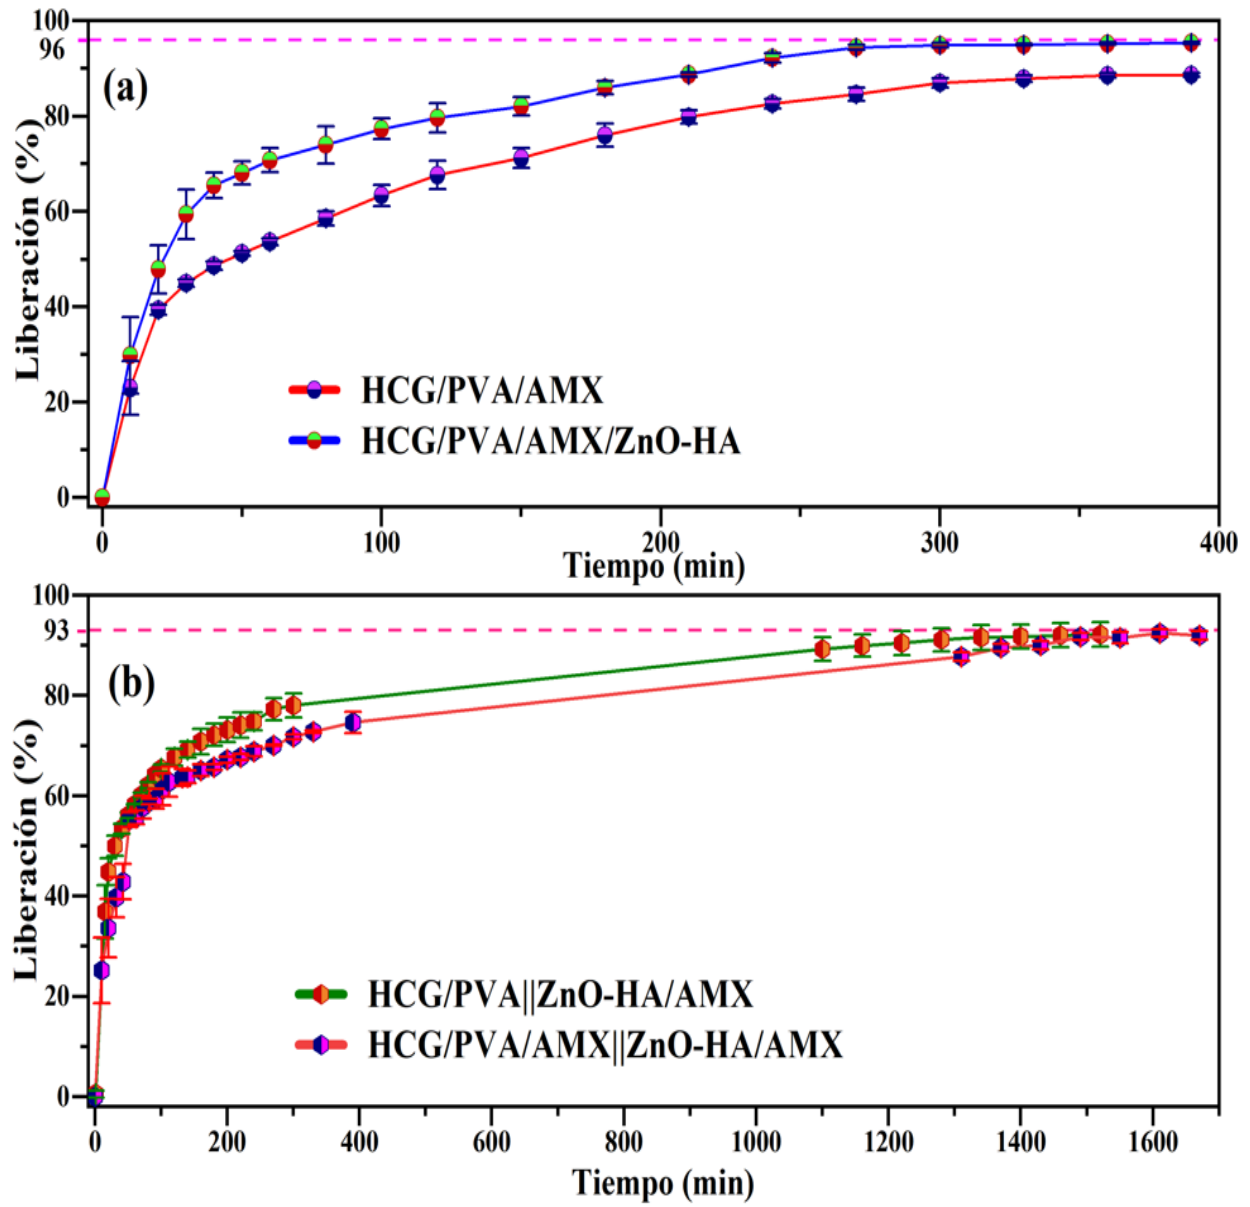 100
96
(a)
80
60
40
20
0
Liberación (%)
HCG/PVA/AMX
HCG/PVA/AMX/ZnO-HA
0 100 200 300 400
Tiempo (min)
100
93
(b)
80
60
40
20
0
Liberación (%)
HCG/PVA||ZnO-HA/AMX
HCG/PVA/AMX||ZnO-HA/AMX
0 200 400 600 800 1000 1200 1400 1600
Tiempo (min)